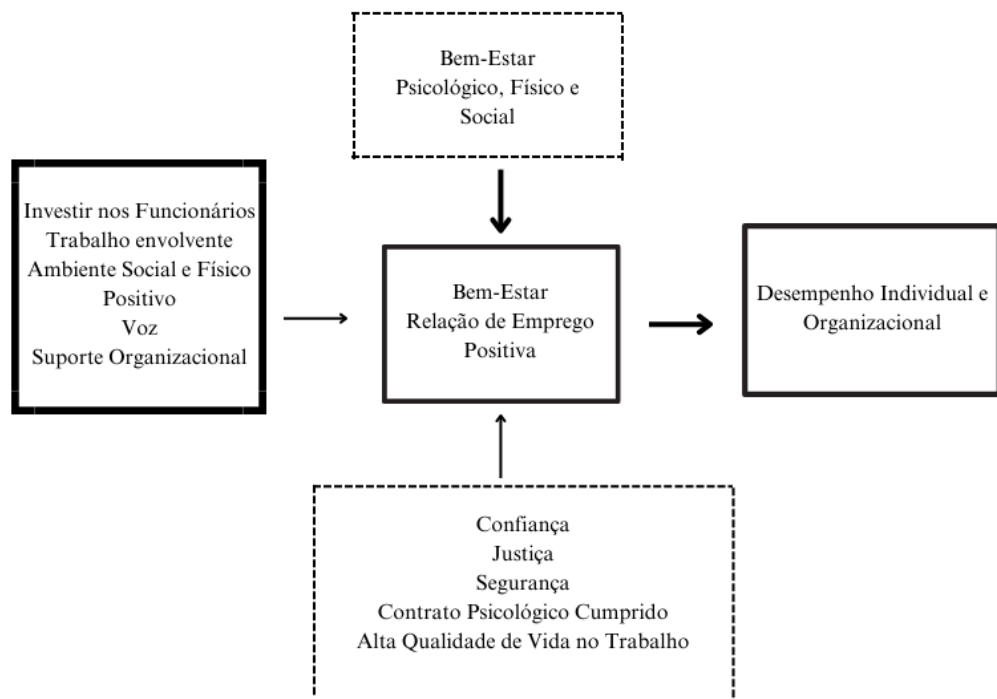 Bem-Estar
Psicológico, Físico e
Social
Investir nos Funcionários
Trabalho envolvente
Ambiente Social e Físico
Positivo
Voz
Suporte Organizacional
Bem-Estar
Relação de Emprego
Positiva
Desempenho Individual e
Organizacional
Confiança
Justiça
Segurança
Contrato Psicológico Cumprido
Alta Qualidade de Vida no Trabalho